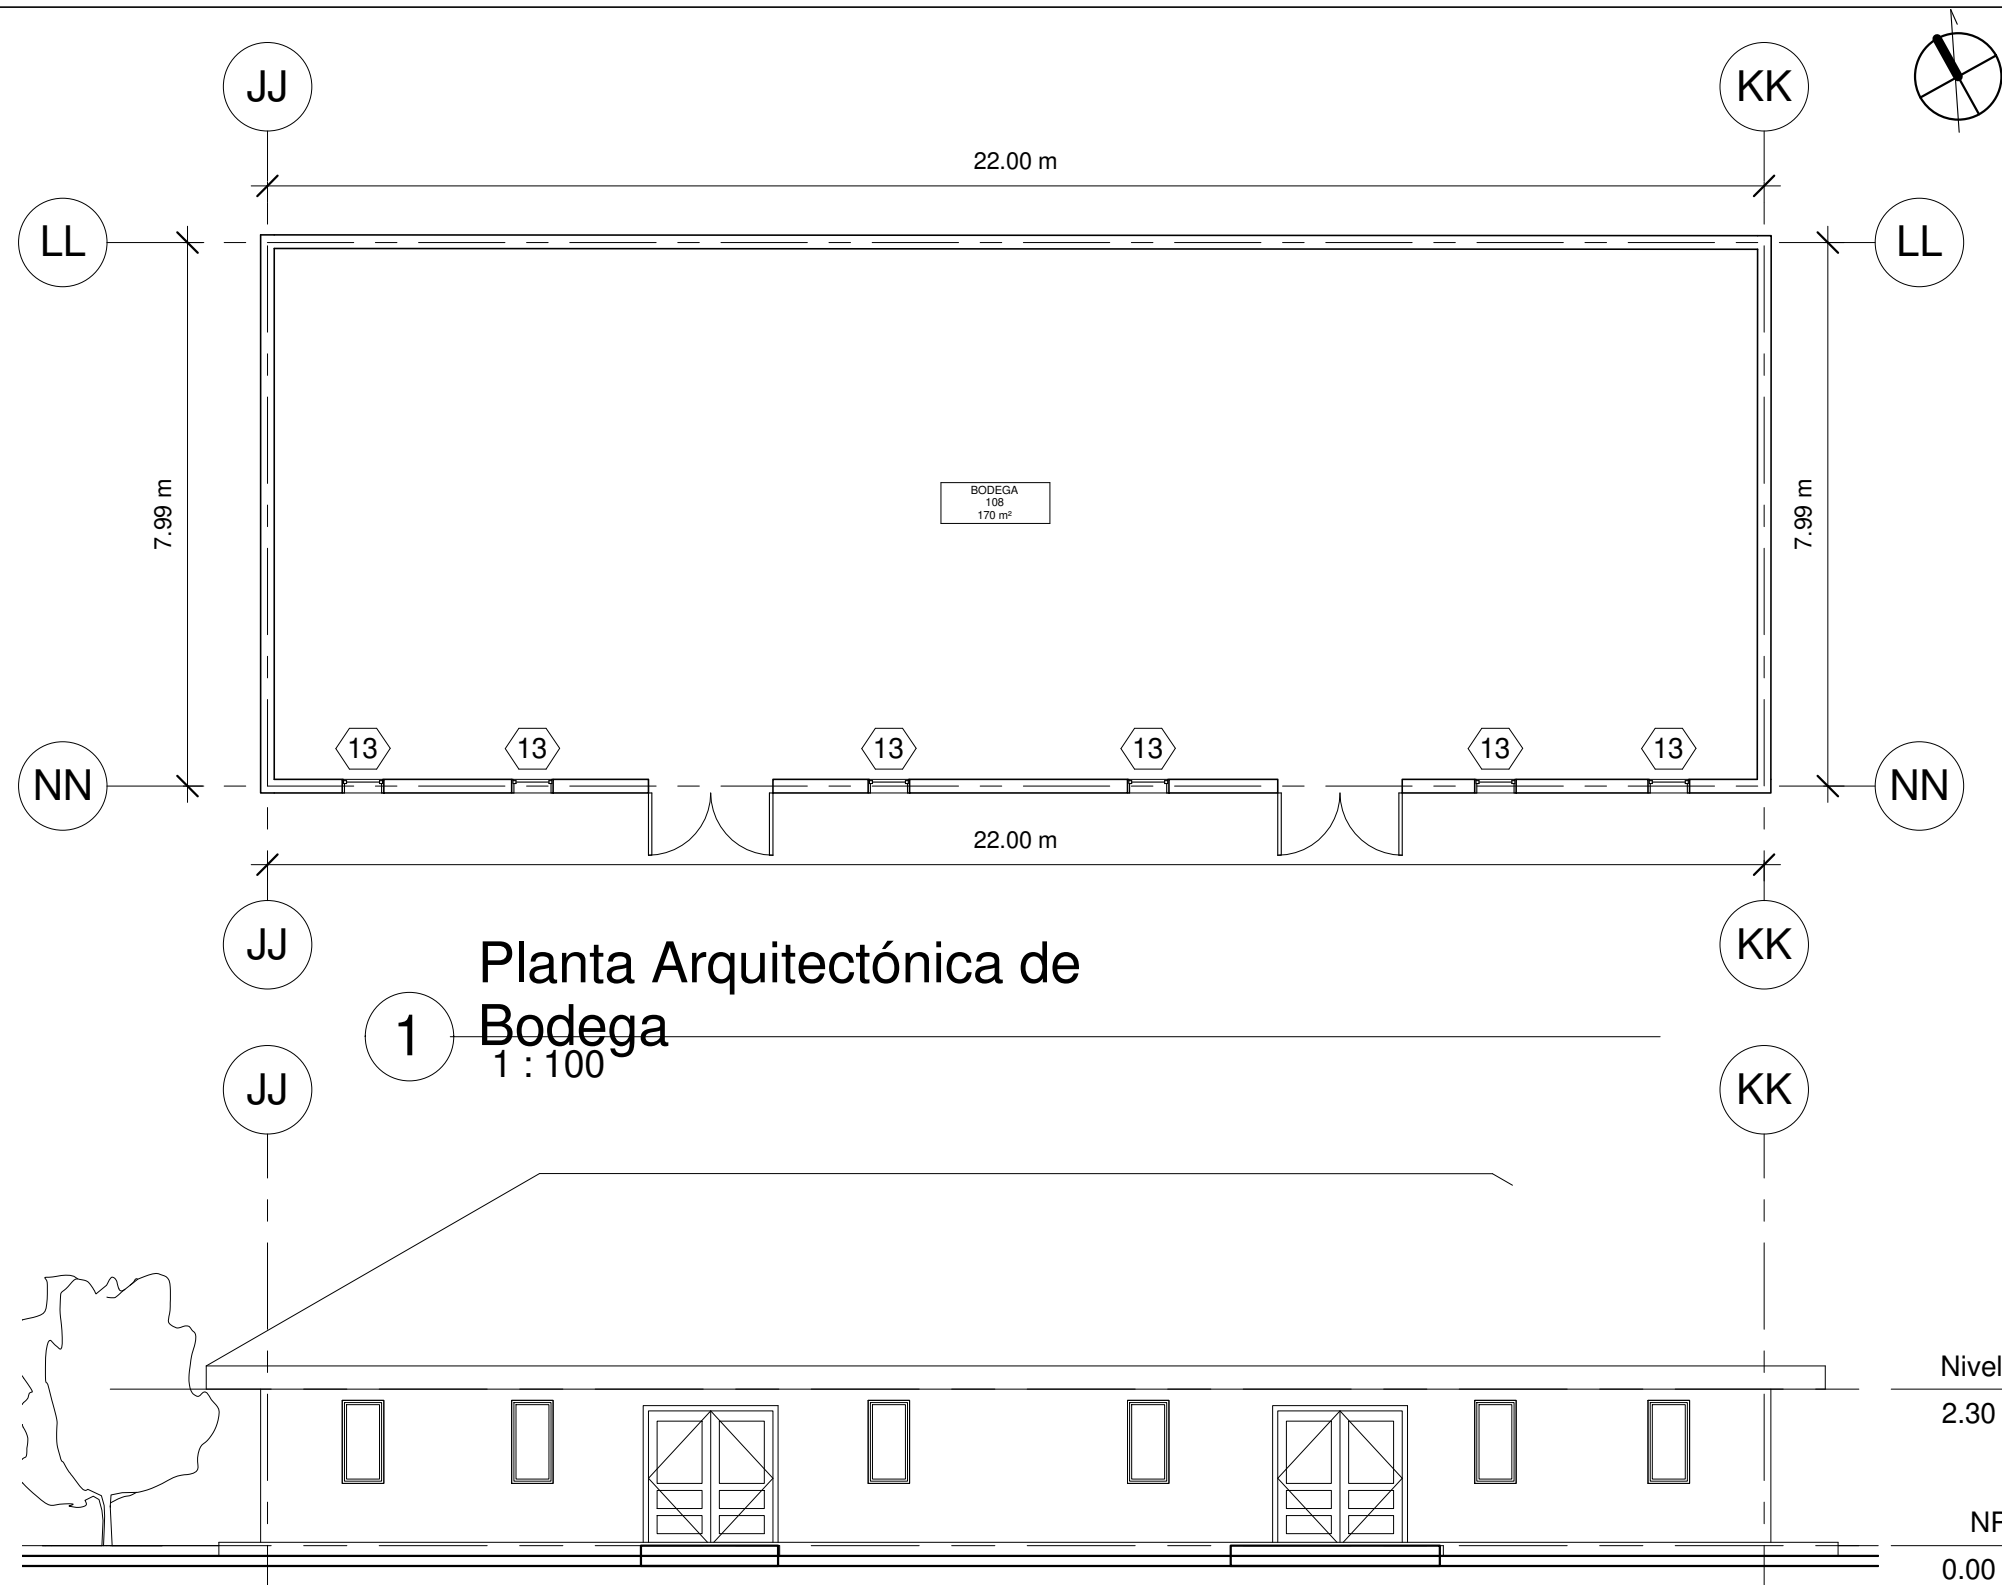 JJ
KK
22.00 m
LL
LL
7.99 m
7.99 m
BODEGA
108
170 m²
13
13
13
13
13
13
NN
NN
22.00 m
JJ
KK
Planta Arquitectónica de
Bodega
1
1 : 100
JJ
KK
Nivel
2.30
NP
0.00